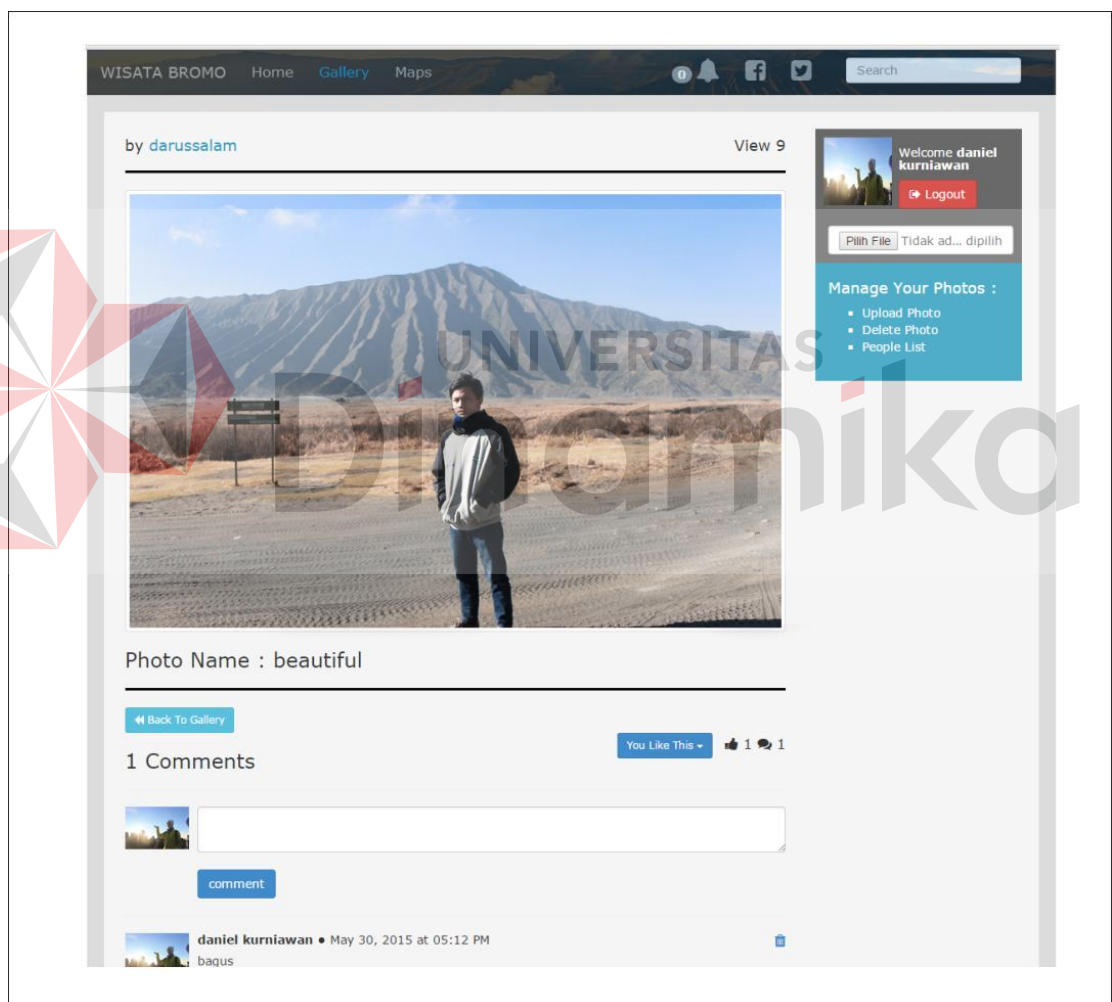 WISATA BROMO Home Gallery Maps 0 Search
by darussalam View 9
Welcome daniel
kurniawan
Logout
Pilih File Tidak ad... dipilih
Manage Your Photos :
Upload Photo
Delete Photo
People List
UNIVERSITAS
Dinamika
Photo Name : beautiful
Back To Gallery
You Like This 1 1
1 Comments
comment
daniel kurniawan • May 30, 2015 at 05:12 PM
bagus